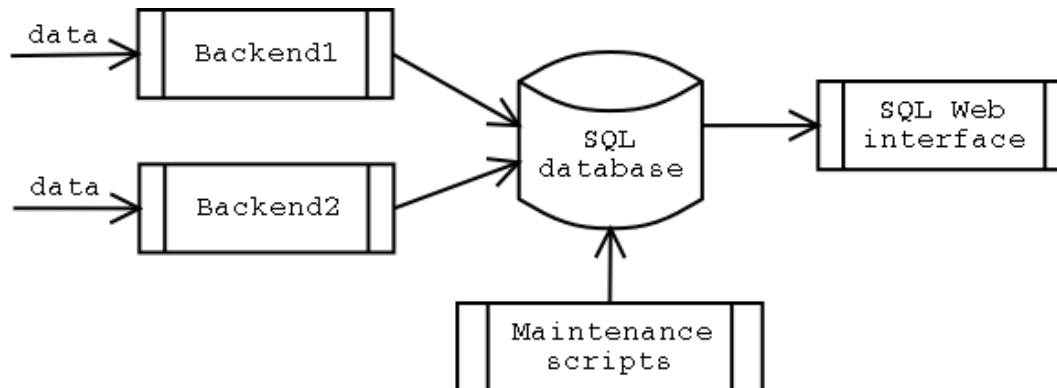 data
Backend1
data
Backend2
SQL
database
SQL Web
interface
Maintenance
scripts